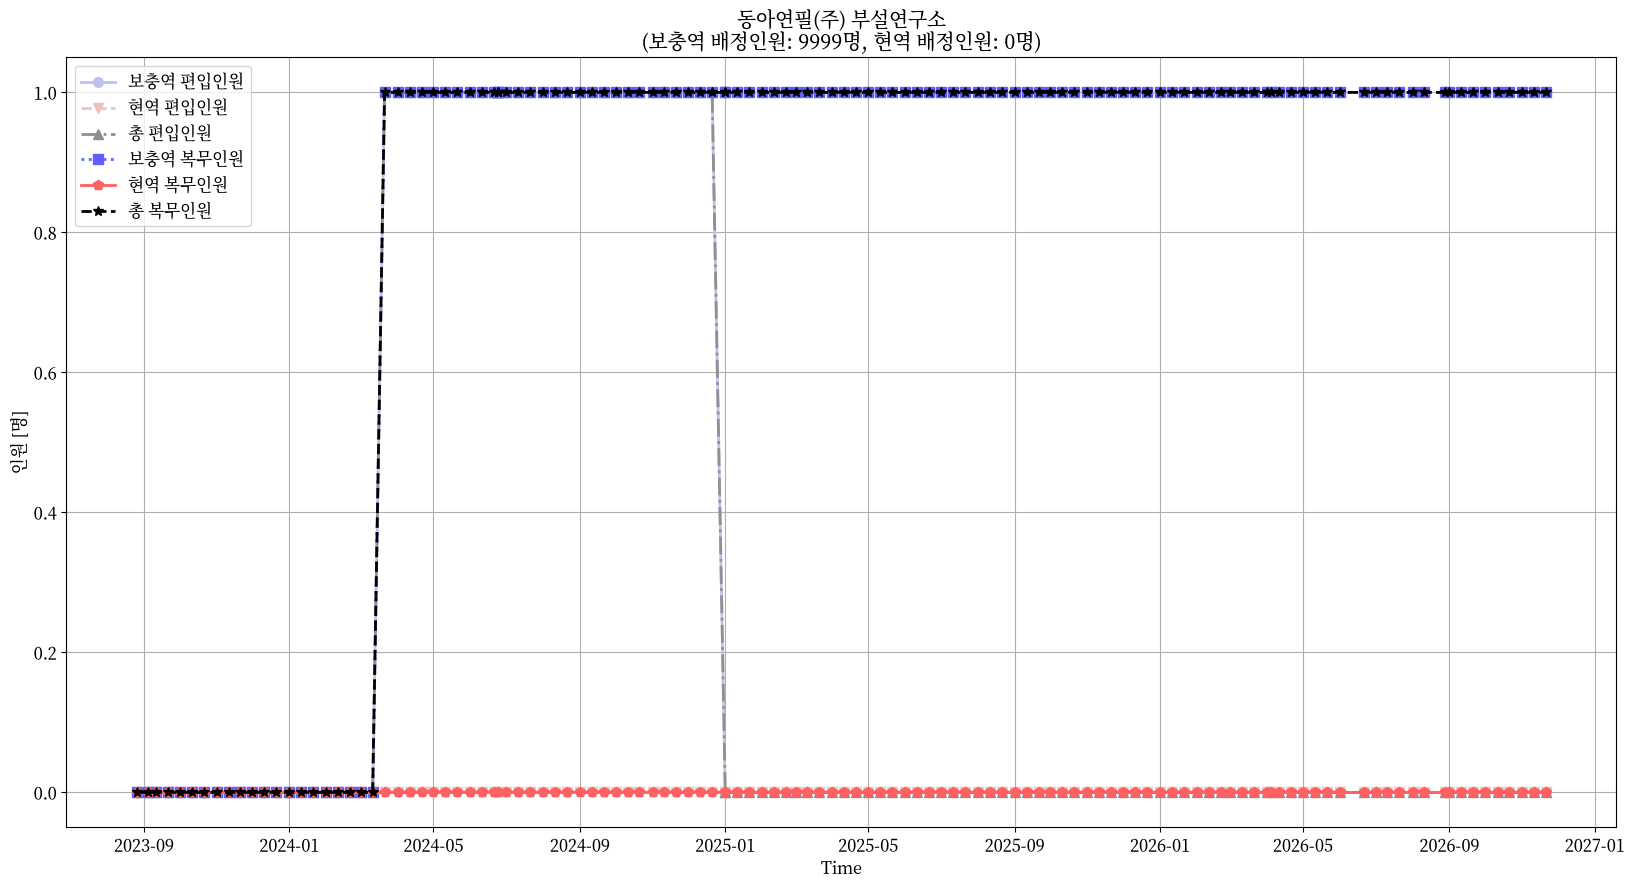 동아연필(주) 부설연구소
(보충역 배정인원: 9999명, 현역 배정인원: 0명)
보충역 편입인원
현역 편입인원
총 편입인원
보충역 복무인원
현역 복무인원
총 복무인원
인원 [명]
1.0
0.8
0.6
0.4
0.2
0.0
2023-09
2024-01
2024-05
2024-09
2025-01
2025-05
2025-09
2026-01
2026-05
2026-09
2027-01
Time